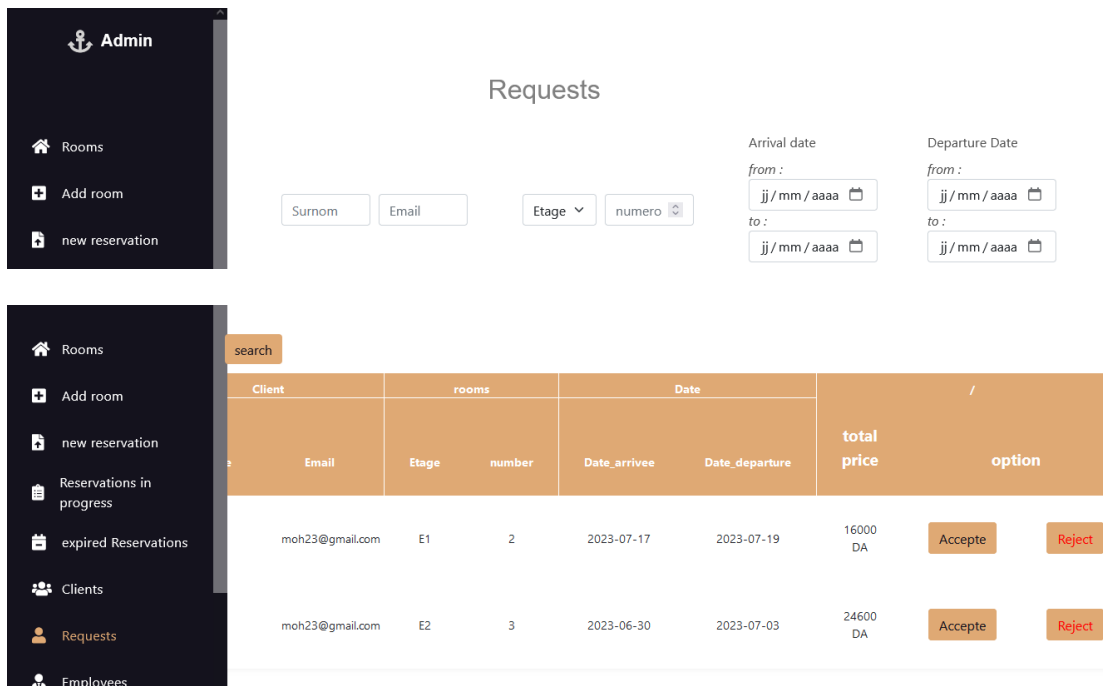 Admin
Requests
Rooms
Add room
new reservation
Surnom
Email
Etage
numero
Arrival date
from :
jj/mm/aaaa
to :
jj/mm/aaaa
Departure Date
from :
jj/mm/aaaa
to :
jj/mm/aaaa
Rooms
Add room
new reservation
Reservations in
progress
expired Reservations
Clients
Requests
Employees
search
Client rooms Date /
Email Etage number Date_arrivee Date_departure
total
price
option
moh23@gmail.com E1 2 2023-07-17 2023-07-19 16000
DA
Accepte Reject
moh23@gmail.com E2 3 2023-06-30 2023-07-03 24600
DA
Accepte Reject